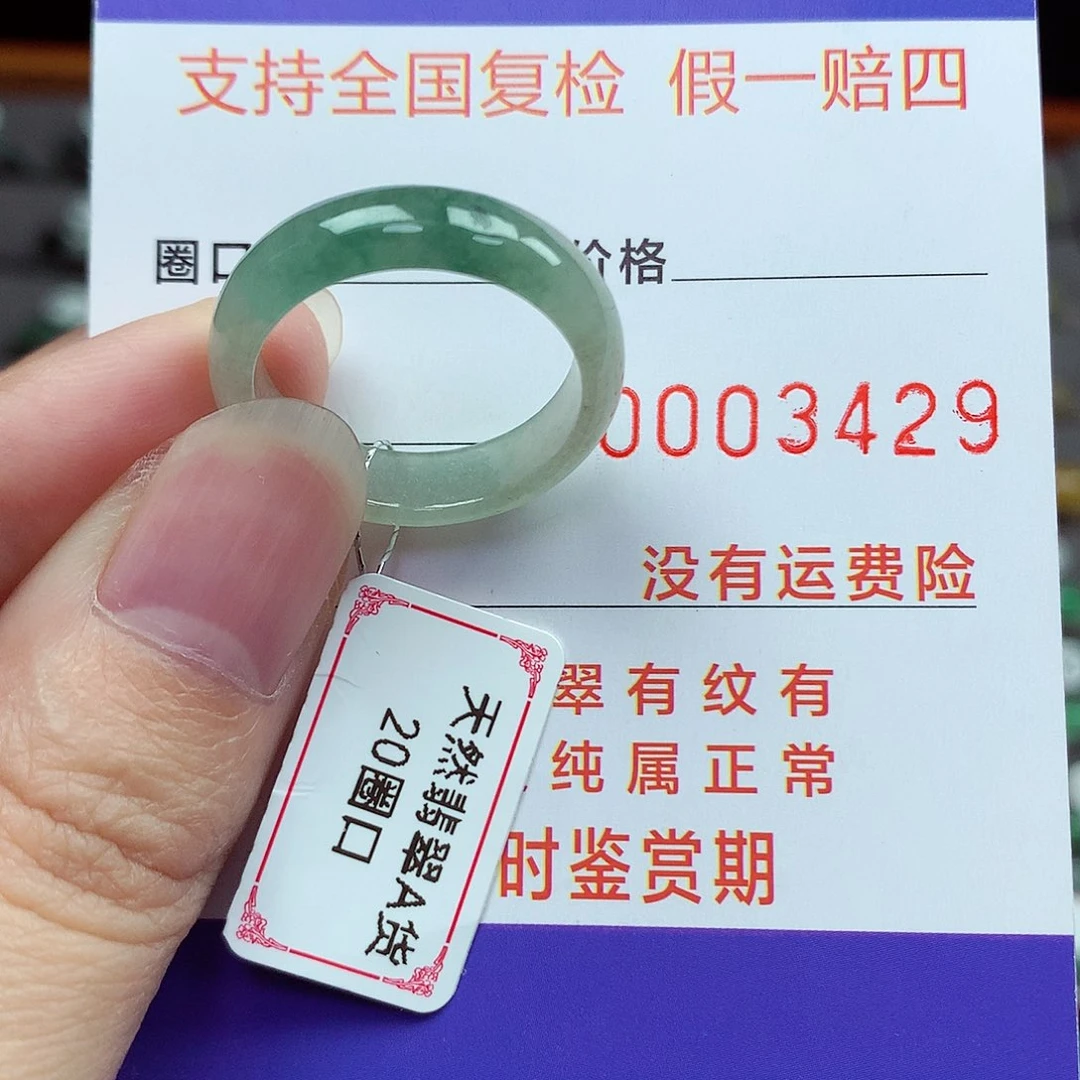 支持全国复检 假一赔四
圈口 价格
0003429
没有运费险
翠有纹有
纯属正常
时鉴赏期
天然翡翠A货
20圈口